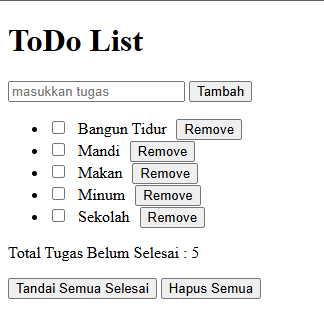 ToDo List
masukkan tugas Tambah
Bangun Tidur Remove
Mandi Remove
Makan Remove
Minum Remove
Sekolah Remove
Total Tugas Belum Selesai : 5
Tandai Semua Selesai Hapus Semua